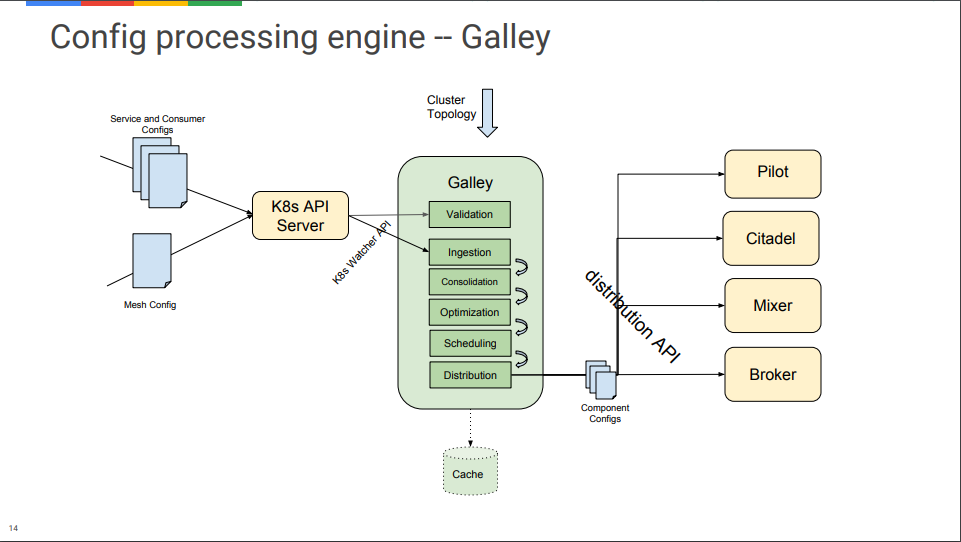 Config processing engine -- Galley
Service and Consumer
Configs
Cluster
Topology
K8s API
Server
Mesh Config
K8s Watcher API
Galley
Validation
Ingestion
Consolidation
Optimization
Scheduling
Distribution
Cache
Component
Configs
distribution API
Pilot
Citadel
Mixer
Broker
14